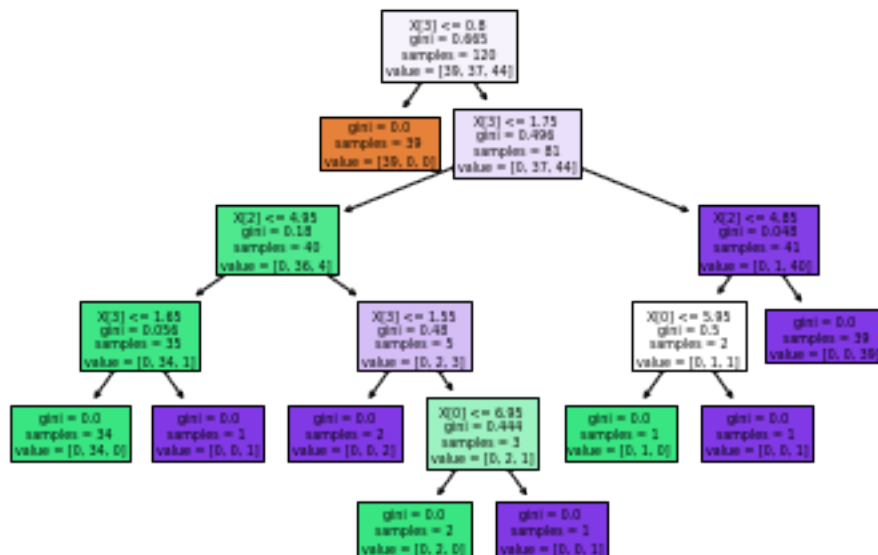 X[3] <= 0.8
gini = 0.665
samples = 120
value = [39, 37, 44]
gini = 0.0
samples = 39
value = [39, 0, 0]
X[3] <= 1.75
gini = 0.496
samples = 81
value = [0, 37, 44]
X[2] <= 4.95
gini = 0.18
samples = 40
value = [0, 36, 4]
X[2] <= 4.85
gini = 0.048
samples = 41
value = [0, 1, 40]
X[3] <= 1.65
gini = 0.056
samples = 35
value = [0, 34, 1]
X[3] <= 1.55
gini = 0.48
samples = 5
value = [0, 2, 3]
X[0] <= 5.95
gini = 0.5
samples = 2
value = [0, 1, 1]
gini = 0.0
samples = 39
value = [0, 0, 39]
gini = 0.0
samples = 34
value = [0, 34, 0]
gini = 0.0
samples = 1
value = [0, 0, 1]
gini = 0.0
samples = 2
value = [0, 0, 2]
X[0] <= 6.95
gini = 0.444
samples = 3
value = [0, 2, 1]
gini = 0.0
samples = 1
value = [0, 1, 0]
gini = 0.0
samples = 1
value = [0, 0, 1]
gini = 0.0
samples = 2
value = [0, 2, 0]
gini = 0.0
samples = 1
value = [0, 0, 1]